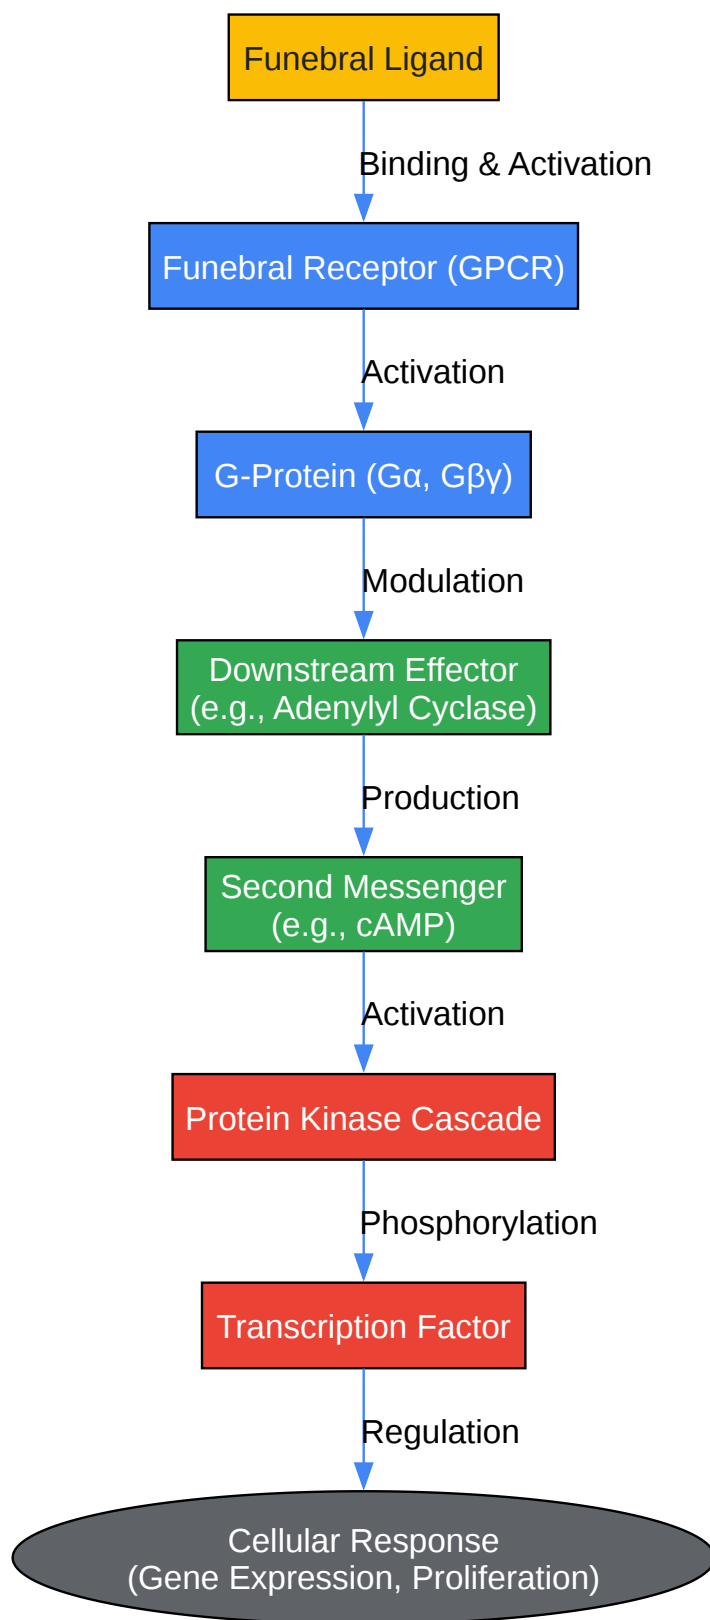 Funebral Ligand
Binding & Activation
Funebral Receptor (GPCR)
Activation
G-Protein (Gα, Gβγ)
Modulation
Downstream Effector
(e.g., Adenylyl Cyclase)
Production
Second Messenger
(e.g., cAMP)
Activation
Protein Kinase Cascade
Phosphorylation
Transcription Factor
Regulation
Cellular Response
(Gene Expression, Proliferation)